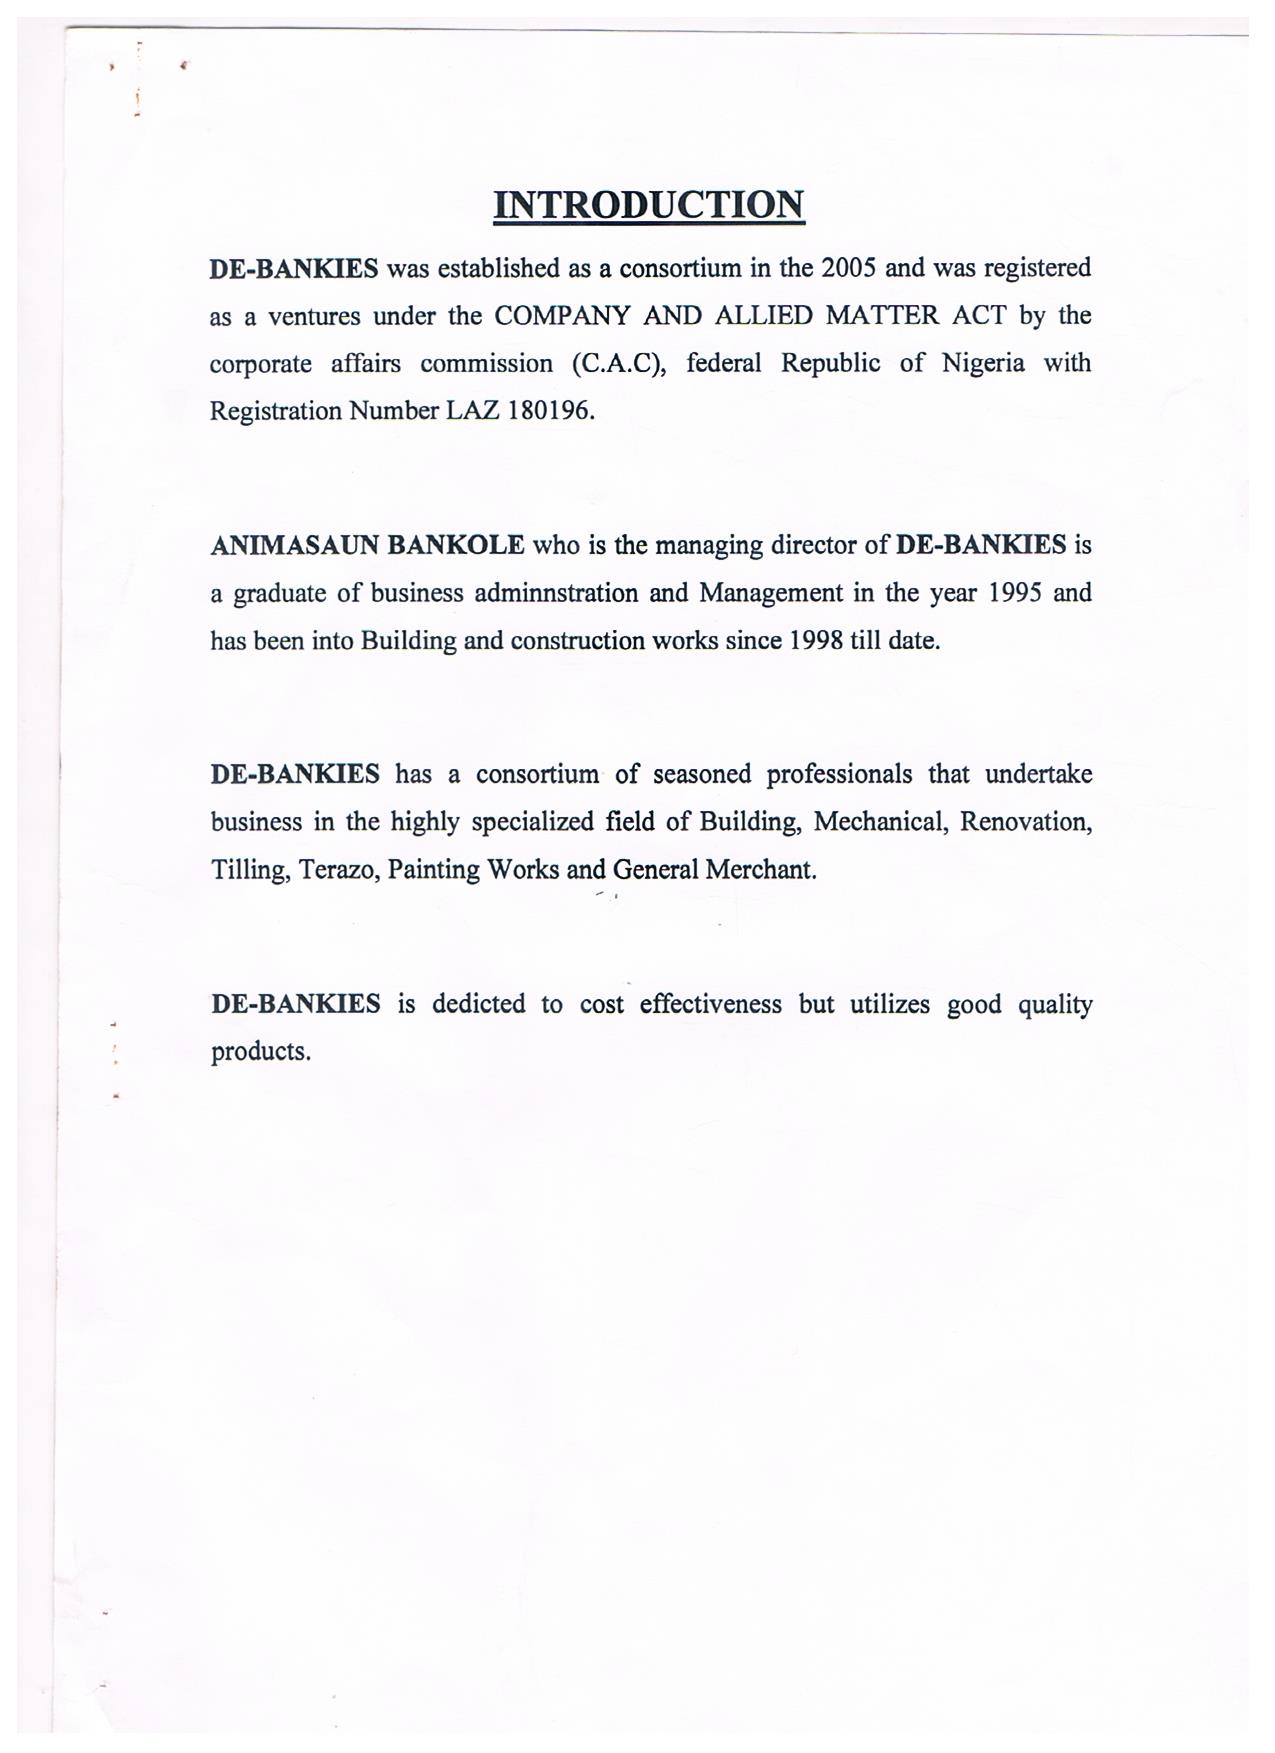 INTRODUCTION
DE-BANKIES was established as a consortium in the 2005 and was registered
as a ventures under the COMPANY AND ALLIED MATTER ACT by the
corporate affairs commission (C.A.C), federal Republic of Nigeria with
Registration Number LAZ 180196.
ANIMASAUN BANKOLE who is the managing director of DE-BANKIES is
a graduate of business adminnstration and Management in the year 1995 and
has been into Building and construction works since 1998 till date.
DE-BANKIES has a consortium of seasoned professionals that undertake
business in the highly specialized field of Building, Mechanical, Renovation,
Tilling, Terazo, Painting Works and General Merchant.
DE-BANKIES is dedicted to cost effectiveness but utilizes good quality
products.